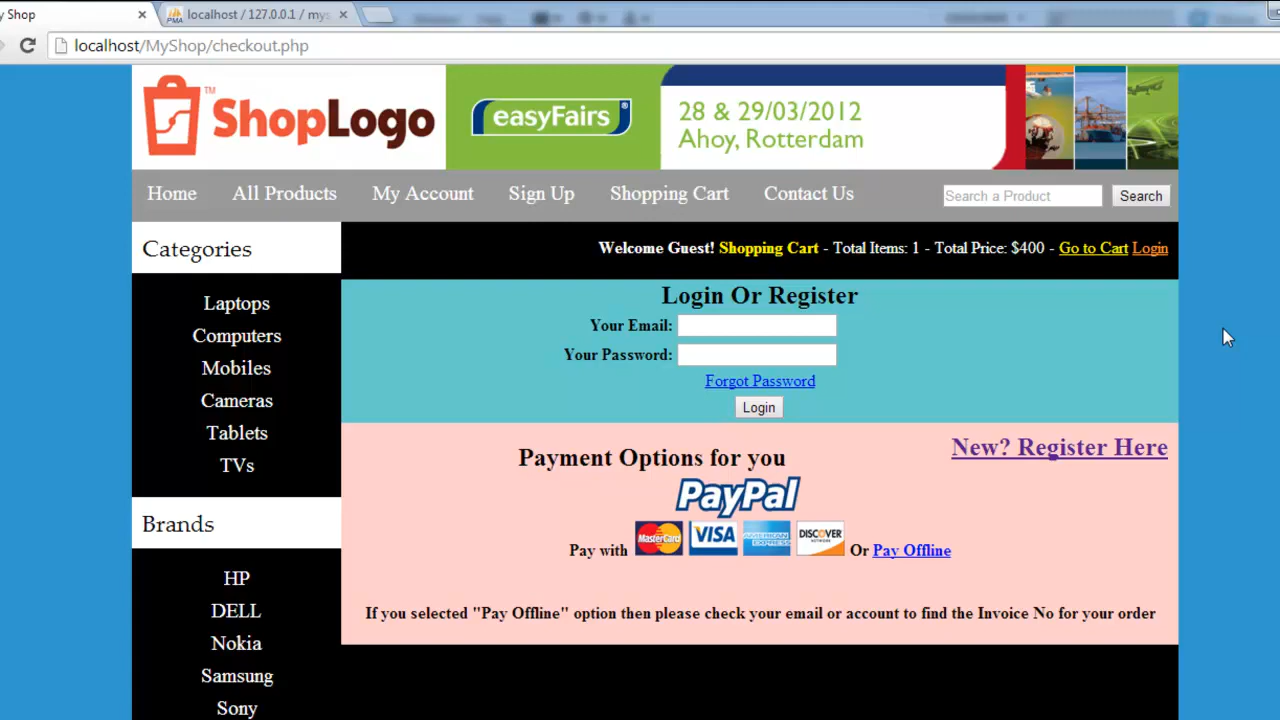 y Shop
localhost / 127.0.0.1 / mys
localhost/MyShop/checkout.php
ShopLogo TM
easyFairs ®
28 & 29/03/2012
Ahoy, Rotterdam
Home All Products My Account Sign Up Shopping Cart Contact Us Search a Product Search
Welcome Guest! Shopping Cart - Total Items: 1 - Total Price: $400 - Go to Cart Login
Categories
Laptops
Computers
Mobiles
Cameras
Tablets
TVs
Brands
HP
DELL
Nokia
Samsung
Sony
Login Or Register
Your Email:
Your Password:
Forgot Password
Login
New? Register Here
Payment Options for you
PayPal
Pay with MasterCard VISA AMERICAN EXPRESS DISCOVER NETWORK Or Pay Offline
If you selected "Pay Offline" option then please check your email or account to find the Invoice No for your order